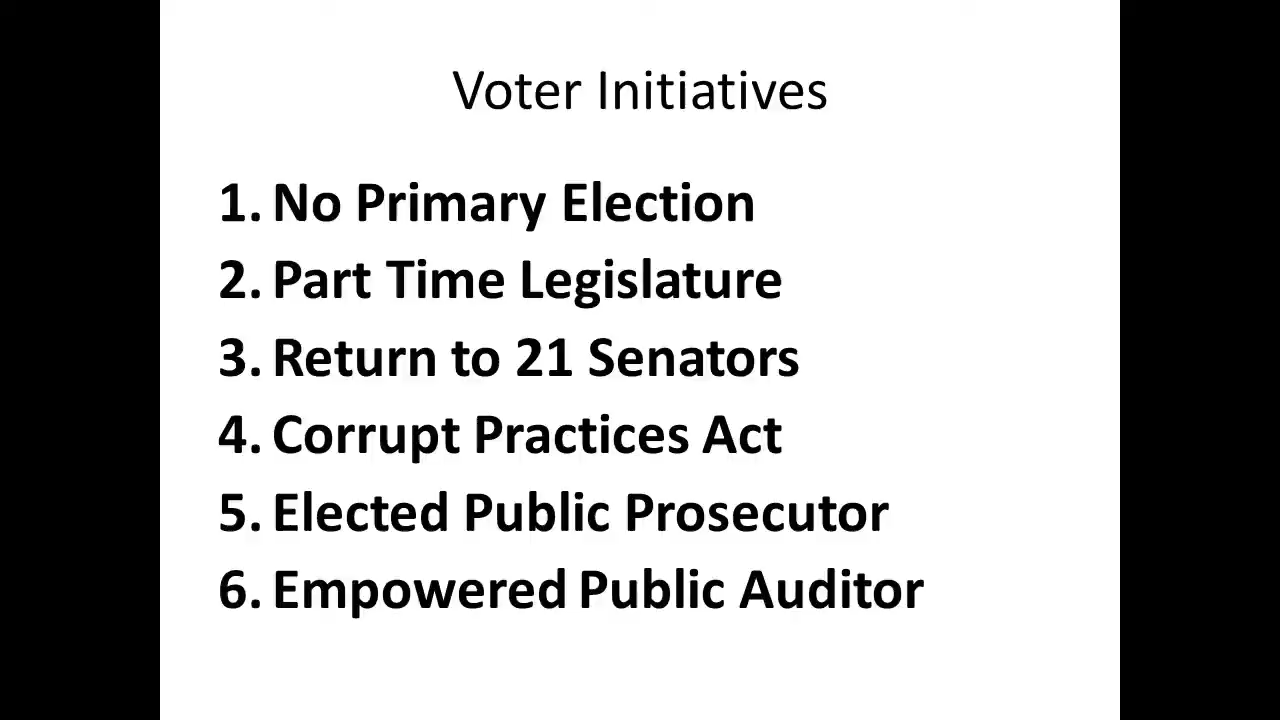 Voter Initiatives
1. No Primary Election
2. Part Time Legislature
3. Return to 21 Senators
4. Corrupt Practices Act
5. Elected Public Prosecutor
6. Empowered Public Auditor